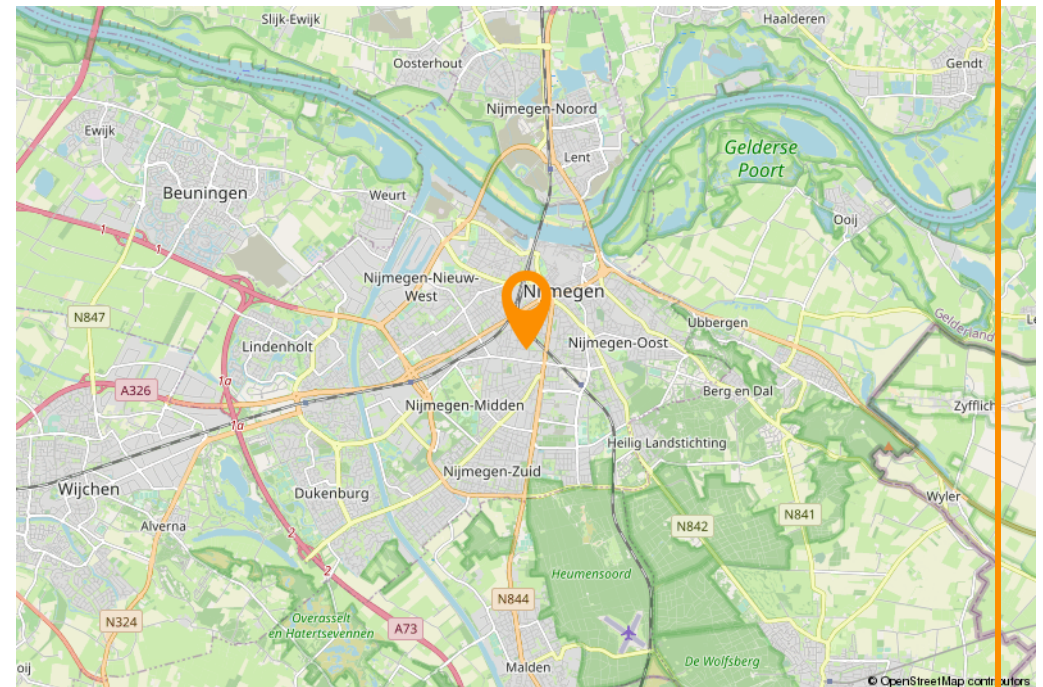 Slijk-Ewijk
Haalderen
Oosterhout
Gendt
Nijmegen-Noord
Ewijk
Lent
Gelderse
Poort
Beuningen
Weurt
Ooij
1
1
Nijmegen-Nieuw-
West
Nijmegen
N847
Ubbergen
Gelderland
Lindenholt
Nijmegen-Oost
1a
A326
Berg en Dal
Nijmegen-Midden
Zyfflich
1a
Heilig Landstichting
Nijmegen-Zuid
Wijchen
Dukenburg
Wyler
N841
Alverna
N842
2
2
Heumensoord
N844
Overasselt
en Hatertsevennen
N324
A73
De Wolfsberg
Malden
© OpenStreetMap contributors